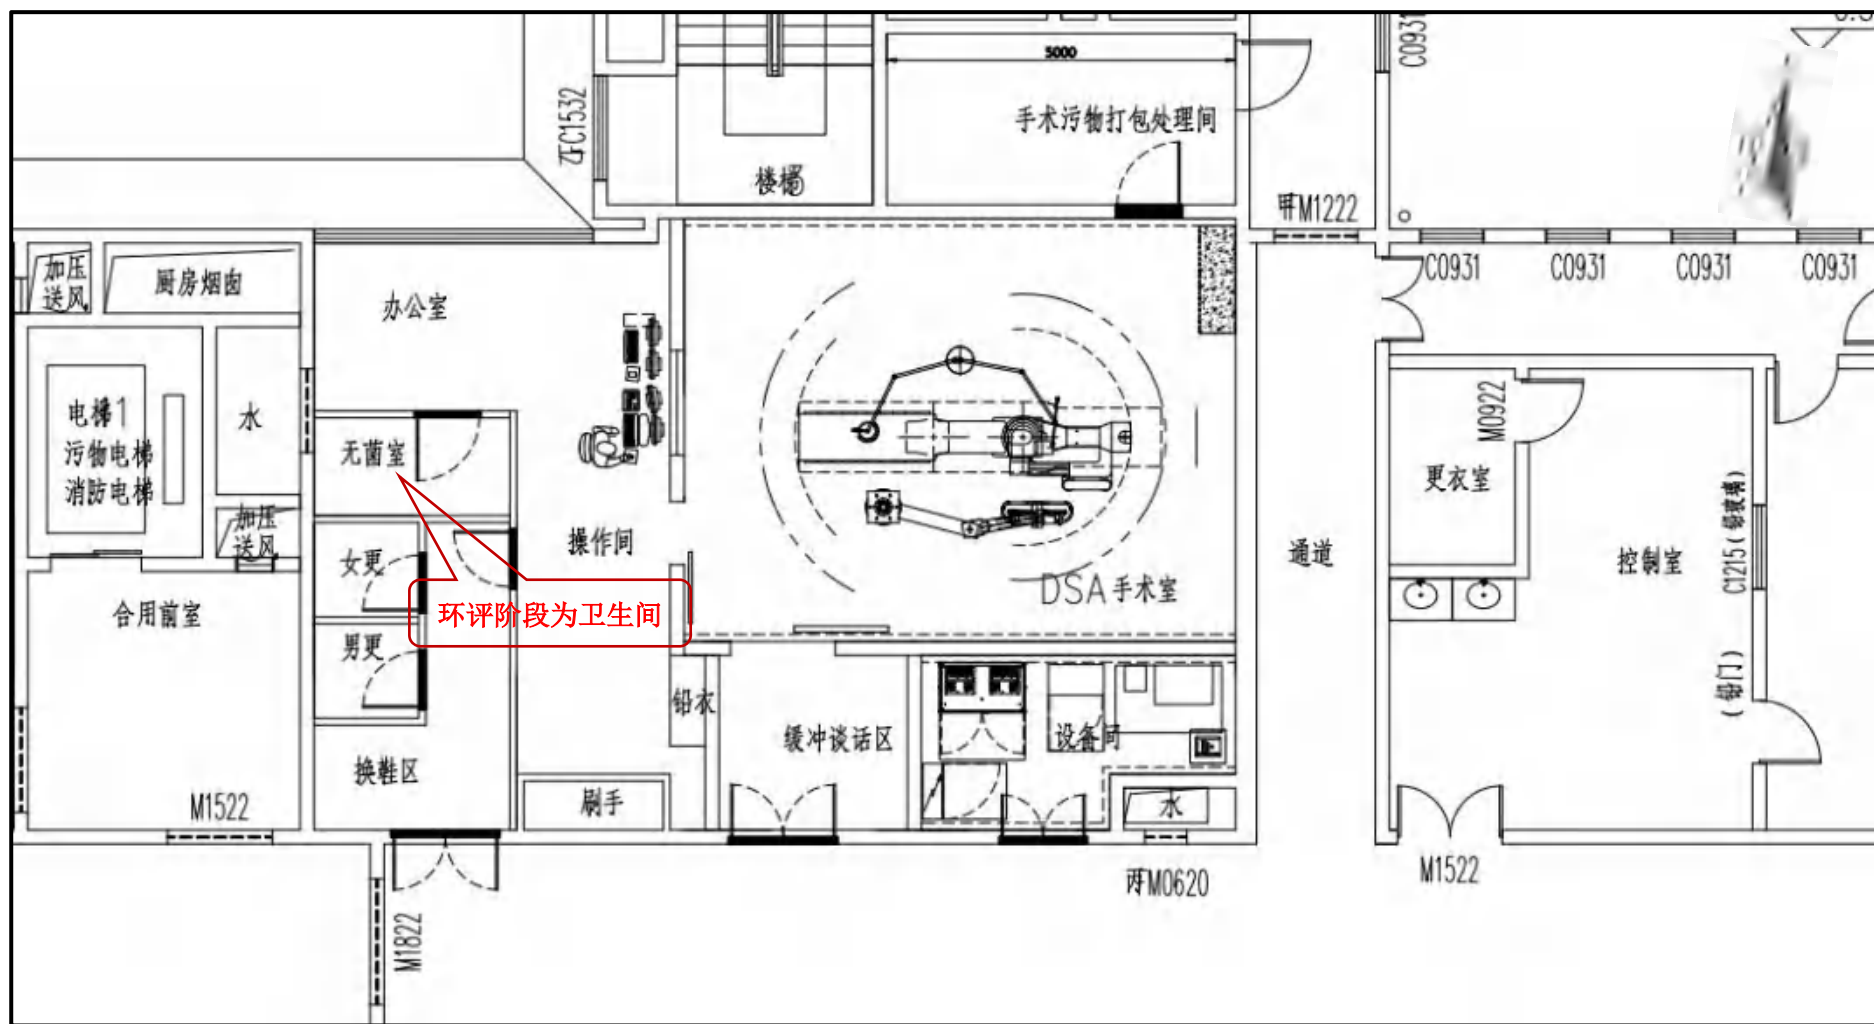 5000
C0931
ZFC1532
手术污物打包处理间
楼梯
甲M1222
加压
送风
厨房烟囱
办公室
C0931
C0931
C0931
C0931
电梯1
污物电梯
消防电梯
水
无菌室
M0922
更衣室
加压
送风
女更
操作间
通道
控制室
C1215(铅玻璃)
DSA手术室
合用前室
环评阶段为卫生间
男更
铅衣
(铅门)
缓冲谈话区
设备间
换鞋区
刷手
水
M1522
丙M0620
M1522
M1822